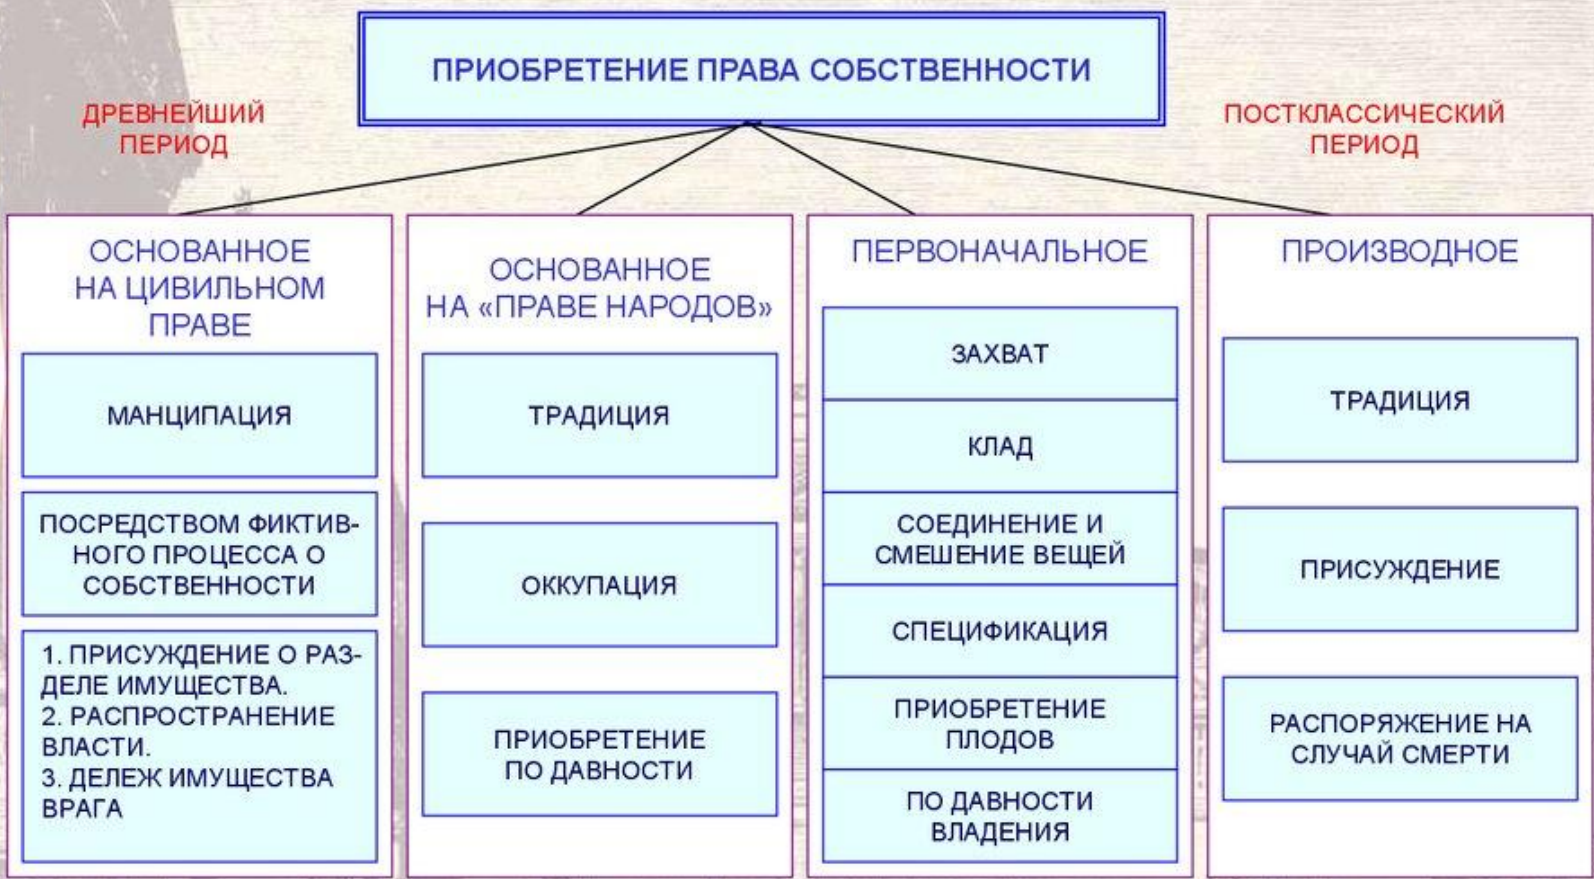 ПРИОБРЕТЕНИЕ ПРАВА СОБСТВЕННОСТИ
ДРЕВНЕЙШИЙ
ПЕРИОД
ПОСТКЛАССИЧЕСКИЙ
ПЕРИОД
ОСНОВАННОЕ
НА ЦИВИЛЬНОМ
ПРАВЕ
МАНЦИПАЦИЯ
ПОСРЕДСТВОМ ФИКТИВ-
НОГО ПРОЦЕССА О
СОБСТВЕННОСТИ
1. ПРИСУЖДЕНИЕ О РАЗ-
ДЕЛЕ ИМУЩЕСТВА.
2. РАСПРОСТРАНЕНИЕ
ВЛАСТИ.
3. ДЕЛЕЖ ИМУЩЕСТВА
ВРАГА
ОСНОВАННОЕ
НА «ПРАВЕ НАРОДОВ»
ТРАДИЦИЯ
ОККУПАЦИЯ
ПРИОБРЕТЕНИЕ
ПО ДАВНОСТИ
ПЕРВОНАЧАЛЬНОЕ
ЗАХВАТ
КЛАД
СОЕДИНЕНИЕ И
СМЕШЕНИЕ ВЕЩЕЙ
СПЕЦИФИКАЦИЯ
ПРИОБРЕТЕНИЕ
ПЛОДОВ
ПО ДАВНОСТИ
ВЛАДЕНИЯ
ПРОИЗВОДНОЕ
ТРАДИЦИЯ
ПРИСУЖДЕНИЕ
РАСПОРЯЖЕНИЕ НА
СЛУЧАЙ СМЕРТИ